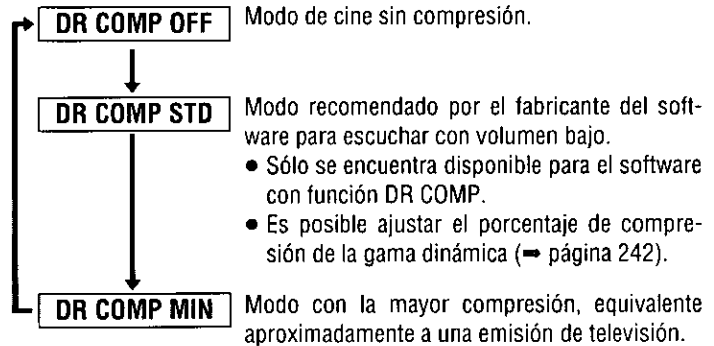 DR COMP OFF Modo de cine sin compresión.
DR COMP STD Modo recomendado por el fabricante del soft-
ware para escuchar con volumen bajo.
● Sólo se encuentra disponible para el software
con función DR COMP.
● Es posible ajustar el porcentaje de compre-
sión de la gama dinámica (➡ página 242).
DR COMP MIN Modo con la mayor compresión, equivalente
aproximadamente a una emisión de televisión.